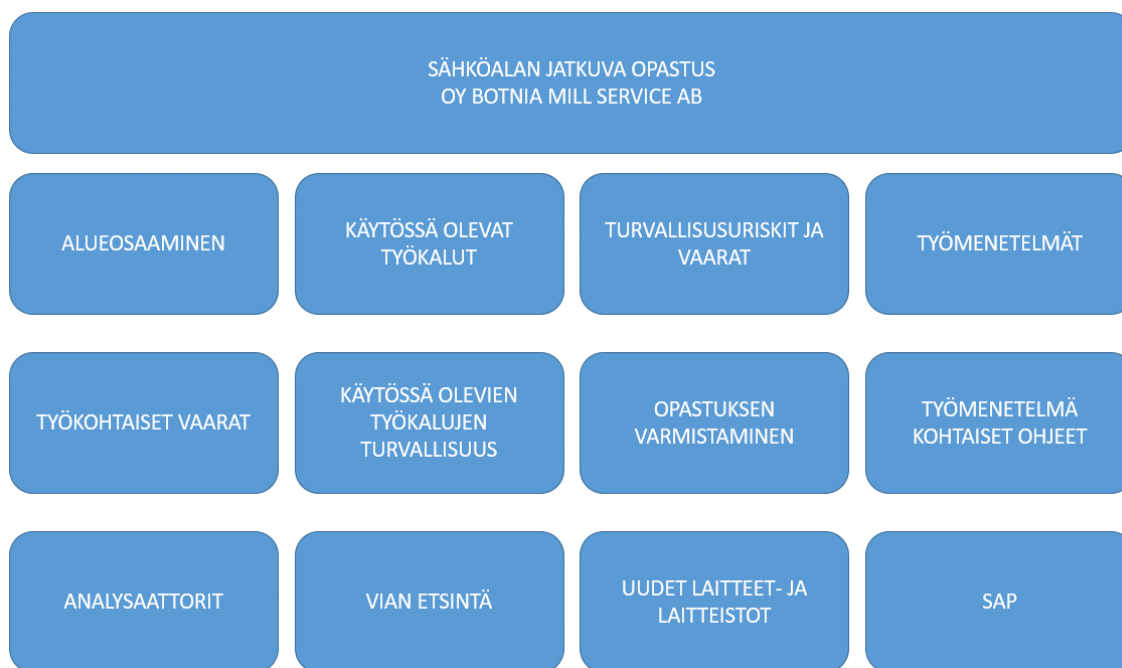 SÄHKÖALAN JATKUVA OPASTUS
OY BOTNIA MILL SERVICE AB
ALUEOSAAMINEN
KÄYTÖSSÄ OLEVAT
TYÖKALUT
TURVALLISUSURISKIT JA
VAARAT
TYÖMENETELMÄT
TYÖKOHTAISET VAARAT
KÄYTÖSSÄ OLEVIEN
TYÖKALUJEN
TURVALLISUUS
OPASTUKSEN
VARMISTAMINEN
TYÖMENETELMÄ
KOHTAISET OHJEET
ANALYSAATTORIT
VIAN ETSINTÄ
UUDET LAITTEET- JA
LAITTEISTOT
SAP